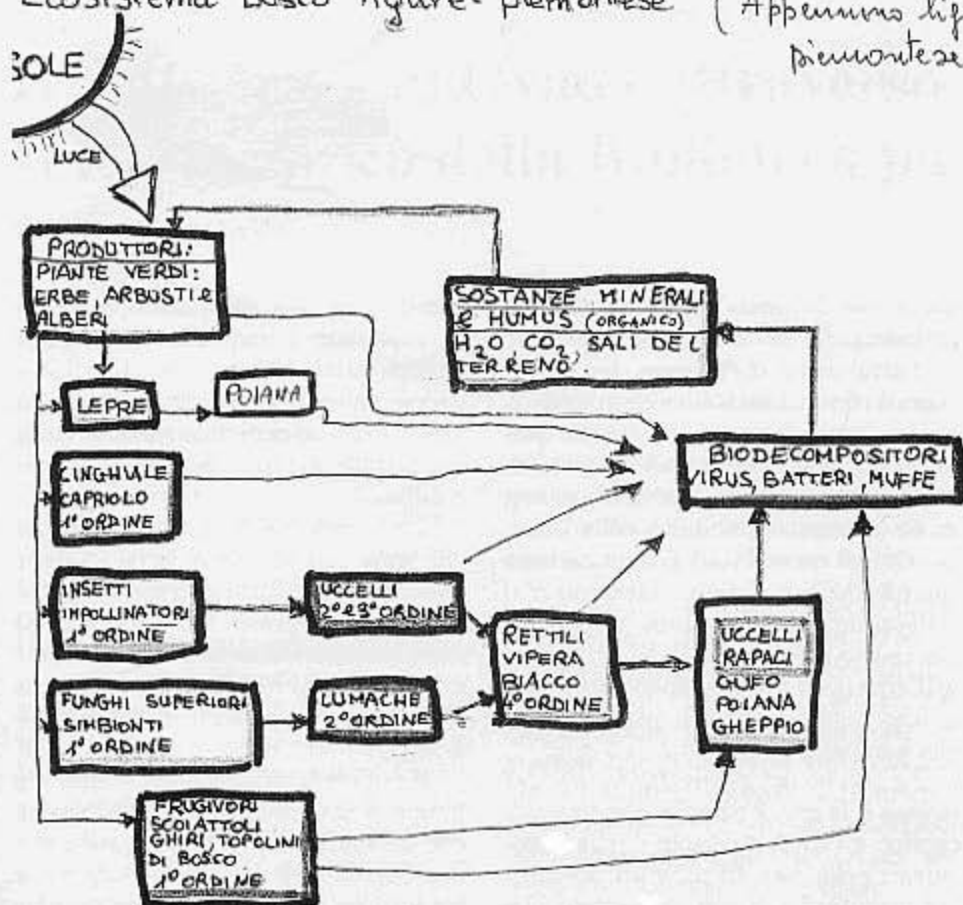 Ecosistema bosco ligure-piemontese (Appennino
piemontese
SOLE
LUCE
PRODUTTORI:
PIANTE VERDI:
ERBE, ARBUSTI e
ALBERI
SOSTANZE MINERALI
& HUMUS (ORGANICO)
H2O, CO2, SALI DEL
TERRENO
LEPRE
POIANA
BIODECOMPOSITORI
VIRUS, BATTERI, MUFFE
CINGHIALE
CAPRIOLO
1° ORDINE
INSETTI
IMPOLLINATORI
1° ORDINE
UCCELLI
2° e 3° ORDINE
RETTILI
VIPERA
BIACCO
4° ORDINE
UCCELLI
RAPACI
GUFO
POIANA
GHEPPIO
FUNGHI SUPERIORI
SIMBIONTI
1° ORDINE
LUMACHE
2° ORDINE
FRUGIVORI
SCOIATTOLI
GHIRI, TOPOLINI
DI BOSCO
1° ORDINE